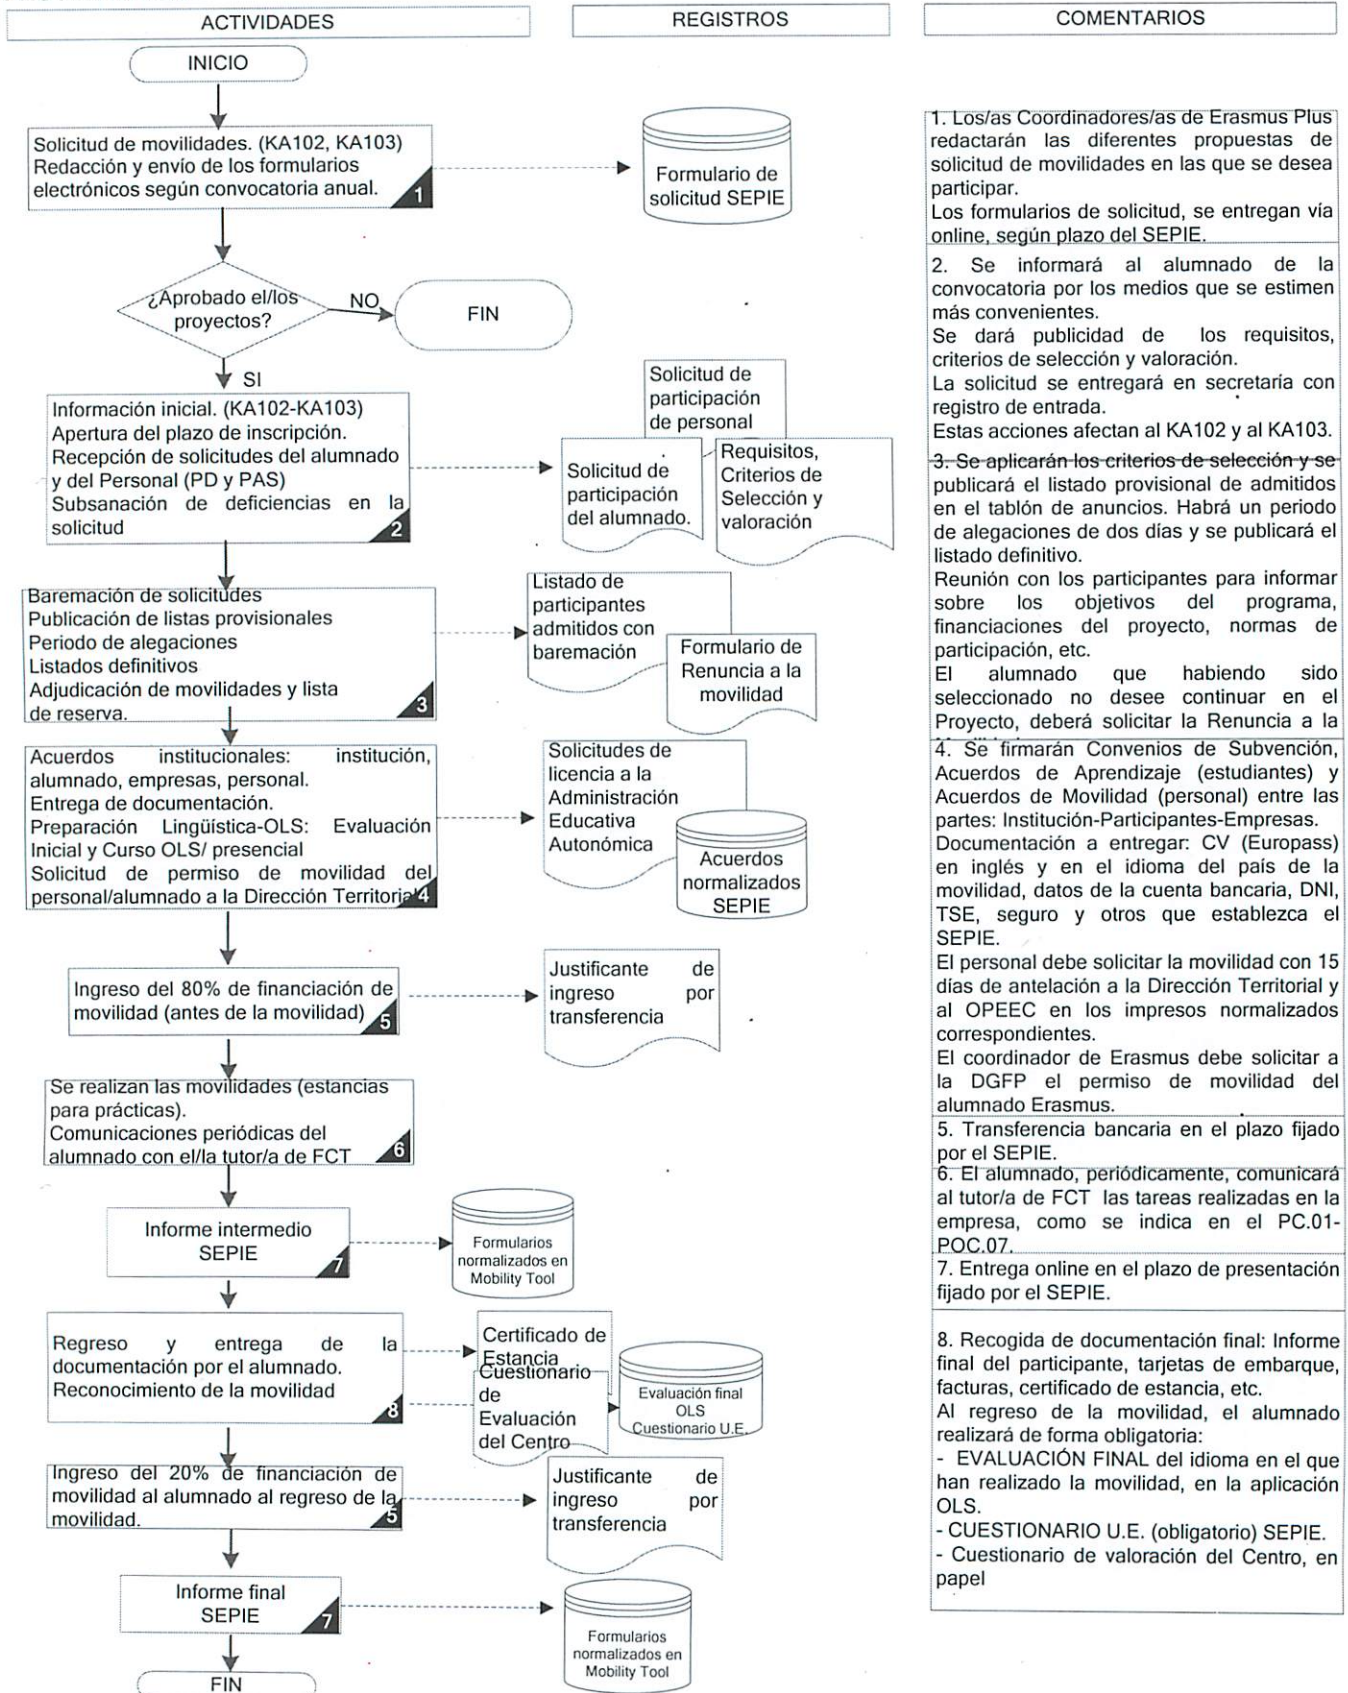 ACTIVIDADES
REGISTROS
COMENTARIOS
INICIO
Solicitud de movilidades. (KA102, KA103)
Redacción y envío de los formularios
electrónicos según convocatoria anual.
1
Formulario de
solicitud SEPIE
¿Aprobado el/los
proyectos?
NO
FIN
SI
Información inicial. (KA102-KA103)
Apertura del plazo de inscripción.
Recepción de solicitudes del alumnado
y del Personal (PD y PAS)
Subsanación de deficiencias en la
solicitud
2
Solicitud de
participación
de personal
Solicitud de
participación
del alumnado.
Requisitos,
Criterios de
Selección y
valoración
Baremación de solicitudes
Publicación de listas provisionales
Periodo de alegaciones
Listados definitivos
Adjudicación de movilidades y lista
de reserva.
3
Listado de
participantes
admitidos con
baremación
Formulario de
Renuncia a la
movilidad
Acuerdos institucionales: institución,
alumnado, empresas, personal.
Entrega de documentación.
Preparación Lingüística-OLS: Evaluación
Inicial y Curso OLS/ presencial
Solicitud de permiso de movilidad del
personal/alumnado a la Dirección Territorial
4
Solicitudes de
licencia a la
Administración
Educativa
Autonómica
Acuerdos
normalizados
SEPIE
Ingreso del 80% de financiación de
movilidad (antes de la movilidad)
5
Justificante de
ingreso por
transferencia
Se realizan las movilidades (estancias
para prácticas).
Comunicaciones periódicas del
alumnado con el/la tutor/a de FCT
6
Informe intermedio
SEPIE
7
Formularios
normalizados en
Mobility Tool
Regreso y entrega de la
documentación por el alumnado.
Reconocimiento de la movilidad
8
Certificado de
Estancia
Cuestionario
de
Evaluación
del Centro
Evaluación final
OLS
Cuestionario U.E.
Ingreso del 20% de financiación de
movilidad al alumnado al regreso de la
movilidad.
5
Justificante de
ingreso por
transferencia
Informe final
SEPIE
7
Formularios
normalizados en
Mobility Tool
FIN
1. Los/as Coordinadores/as de Erasmus Plus
redactarán las diferentes propuestas de
solicitud de movilidades en las que se desea
participar.
Los formularios de solicitud, se entregan vía
online, según plazo del SEPIE.
2. Se informará al alumnado de la
convocatoria por los medios que se estimen
más convenientes.
Se dará publicidad de los requisitos,
criterios de selección y valoración.
La solicitud se entregará en secretaría con
registro de entrada.
Estas acciones afectan al KA102 y al KA103.
3. Se aplicarán los criterios de selección y se
publicará el listado provisional de admitidos
en el tablón de anuncios. Habrá un periodo
de alegaciones de dos días y se publicará el
listado definitivo.
Reunión con los participantes para informar
sobre los objetivos del programa,
financiaciones del proyecto, normas de
participación, etc.
El alumnado que habiendo sido
seleccionado no desee continuar en el
Proyecto, deberá solicitar la Renuncia a la
4. Se firmarán Convenios de Subvención,
Acuerdos de Aprendizaje (estudiantes) y
Acuerdos de Movilidad (personal) entre las
partes: Institución-Participantes-Empresas.
Documentación a entregar: CV (Europass)
en inglés y en el idioma del país de la
movilidad, datos de la cuenta bancaria, DNI,
TSE, seguro y otros que establezca el
SEPIE.
El personal debe solicitar la movilidad con 15
días de antelación a la Dirección Territorial y
al OPEEC en los impresos normalizados
correspondientes.
El coordinador de Erasmus debe solicitar a
la DGFP el permiso de movilidad del
alumnado Erasmus.
5. Transferencia bancaria en el plazo fijado
por el SEPIE.
6. El alumnado, periódicamente, comunicará
al tutor/a de FCT las tareas realizadas en la
empresa, como se indica en el PC.01-
POC.07.
7. Entrega online en el plazo de presentación
fijado por el SEPIE.
8. Recogida de documentación final: Informe
final del participante, tarjetas de embarque,
facturas, certificado de estancia, etc.
Al regreso de la movilidad, el alumnado
realizará de forma obligatoria:
- EVALUACIÓN FINAL del idioma en el que
han realizado la movilidad, en la aplicación
OLS.
- CUESTIONARIO U.E. (obligatorio) SEPIE.
- Cuestionario de valoración del Centro, en
papel